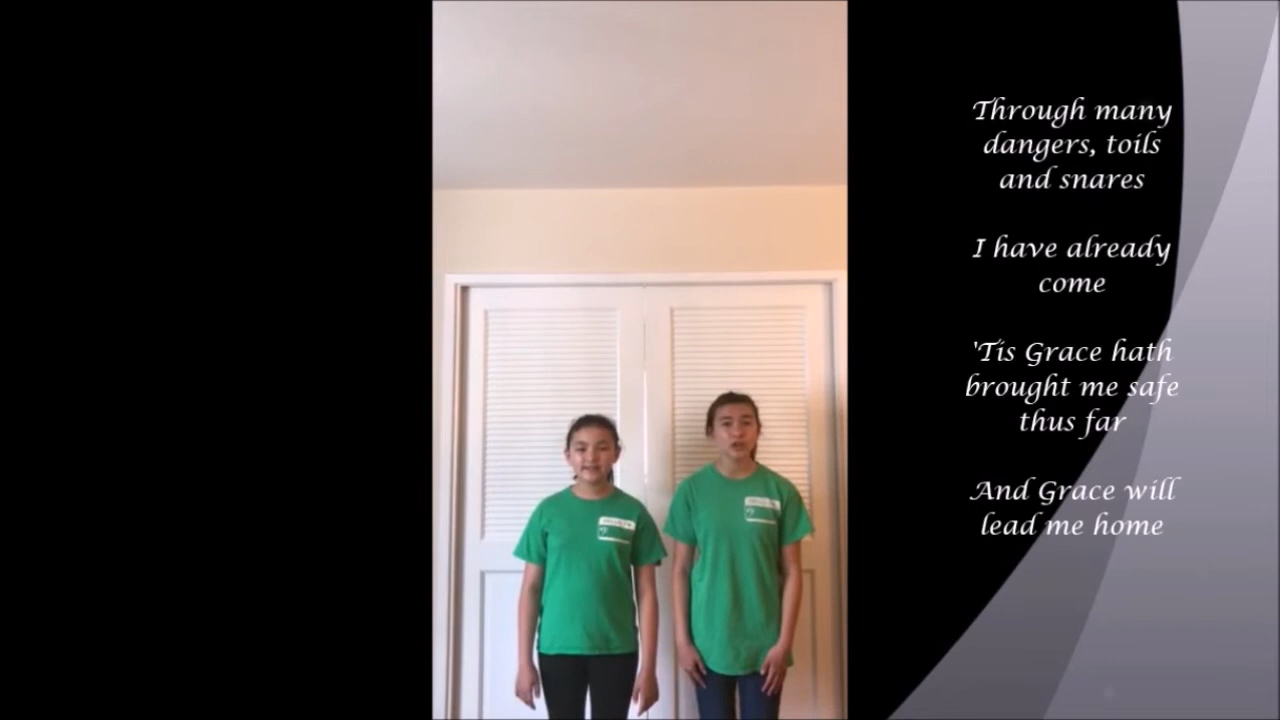 Through many
dangers, toils
and snares
I have already
come
'Tis Grace hath
brought me safe
thus far
And Grace will
lead me home